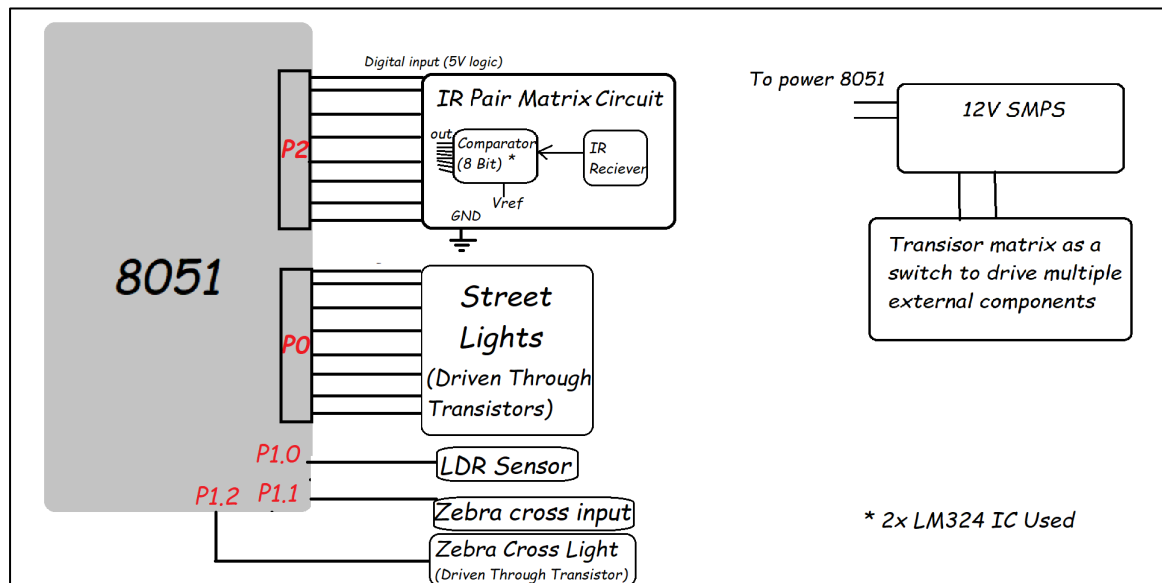 8051
P2
P0
P1.0
P1.2
P1.1
Digital input (5V logic)
IR Pair Matrix Circuit
out
Comparator
(8 Bit) *
IR
Reciever
Vref
GND
Street
Lights
(Driven Through
Transistors)
LDR Sensor
Zebra cross input
Zebra Cross Light
(Driven Through Transistor)
To power 8051
12V SMPS
Transisor matrix as a
switch to drive multiple
external components
* 2x LM324 IC Used